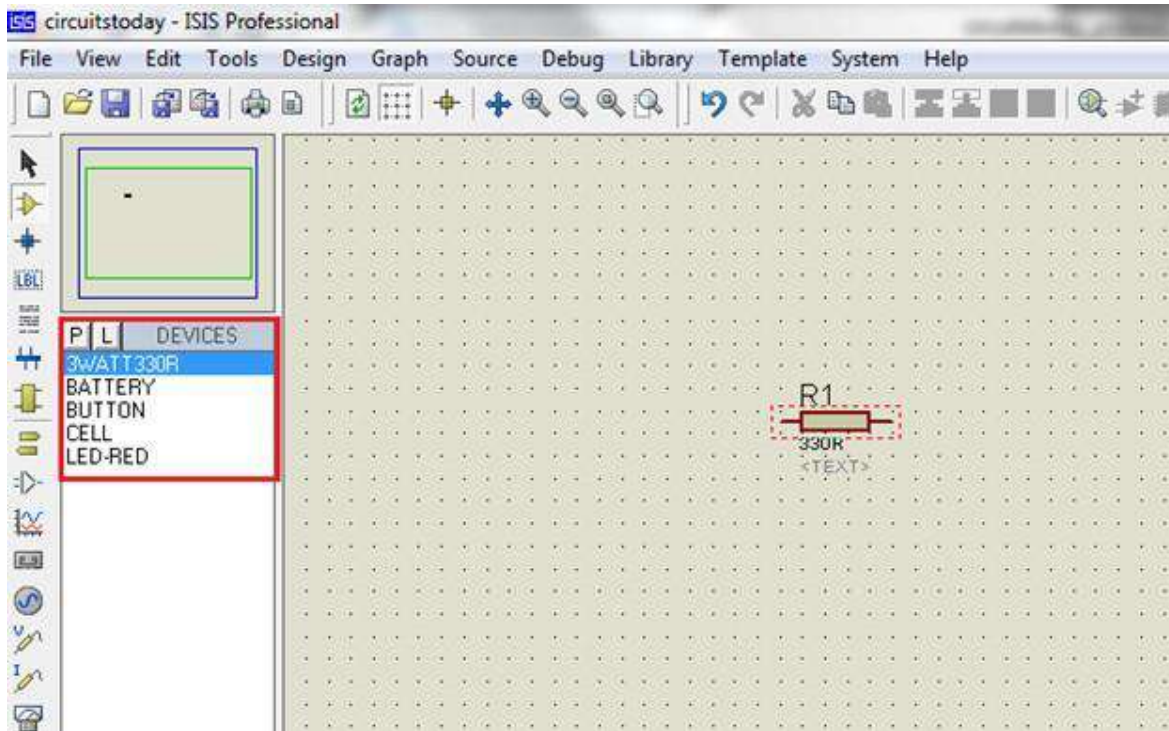 ISIS circuitstoday - ISIS Professional
File View Edit Tools Design Graph Source Debug Library Template System Help
LBL
P L DEVICES
3WATT330R
BATTERY
BUTTON
CELL
LED-RED
R1
330R
<TEXT>
V
I